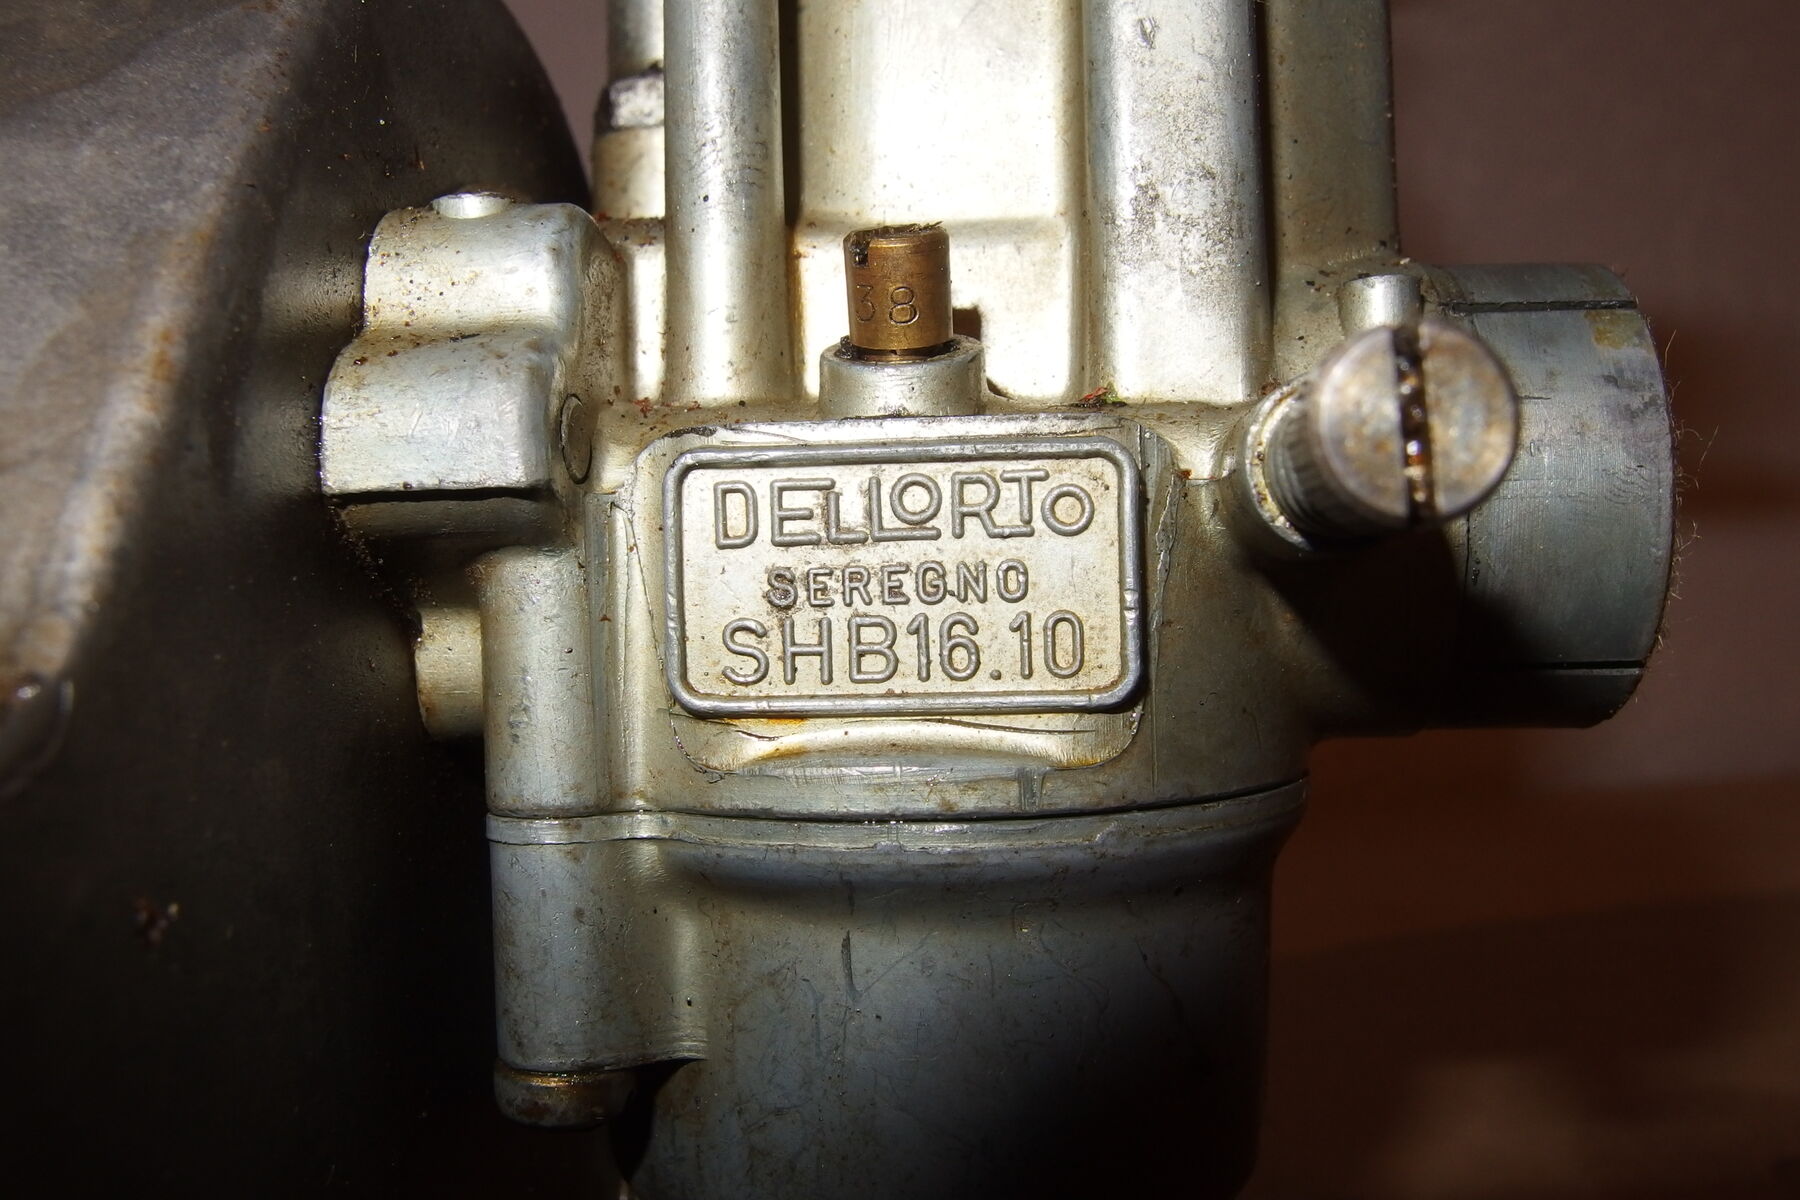 38
DELLORTO
SEREGNO
SHB16.10